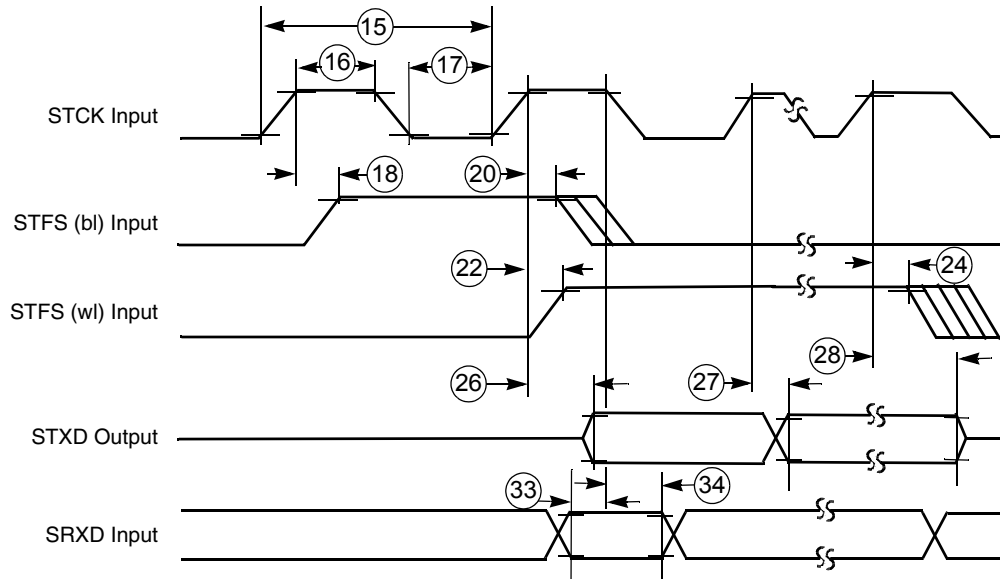 15
16
17
STCK Input
18
20
STFS (bl) Input
22
24
STFS (wl) Input
26
27
28
STXD Output
33
34
SRXD Input